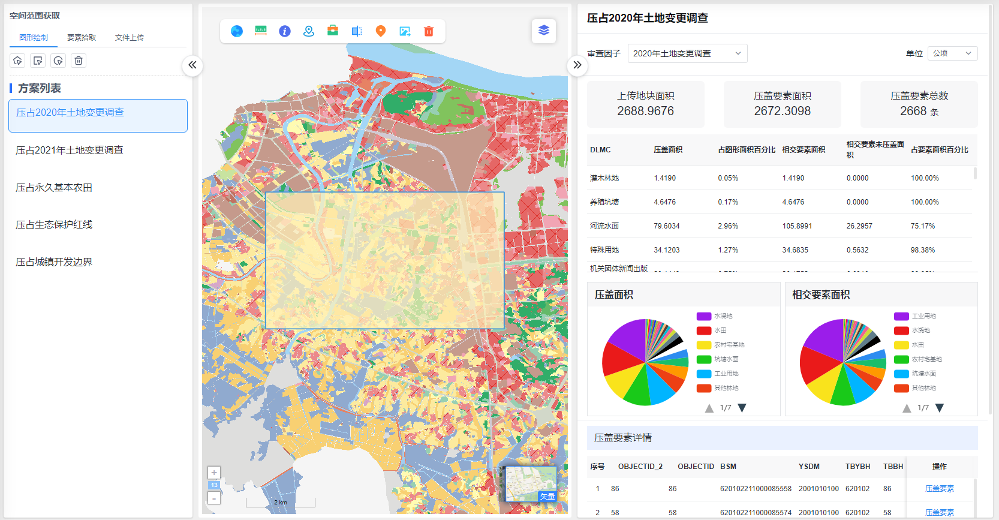 空间范围获取
图形绘制 要素拾取 文件上传
方案列表
压占2020年土地变更调查
压占2021年土地变更调查
压占永久基本农田
压占生态保护红线
压占城镇开发边界
+
13
-
2 km
矢量
压占2020年土地变更调查
审查因子 2020年土地变更调查 单位 公顷
上传地块面积 压盖要素面积 压盖要素总数
2688.9676 2672.3098 2668 条
DLMC 压盖面积 占图形面积百分比 相交要素面积 相交要素未压盖面积 占要素面积百分比
灌木林地 1.4190 0.05% 1.4190 0.0000 100.00%
养殖坑塘 4.6476 0.17% 4.6476 0.0000 100.00%
河流水面 79.6034 2.96% 105.8991 26.2957 75.17%
特殊用地 34.1203 1.27% 34.6835 0.5632 98.38%
机关团体新闻出版
压盖面积
水浇地
水田
农村宅基地
坑塘水面
工业用地
其他林地
1/7
相交要素面积
工业用地
水浇地
水田
农村宅基地
坑塘水面
其他林地
1/7
压盖要素详情
序号 OBJECTID_2 OBJECTID BSM YSDM TBYBH TBBH 操作
1 86 86 620102211000085558 2001010100 620102 86 压盖要素
2 58 58 620102211000085574 2001010100 620102 58 压盖要素